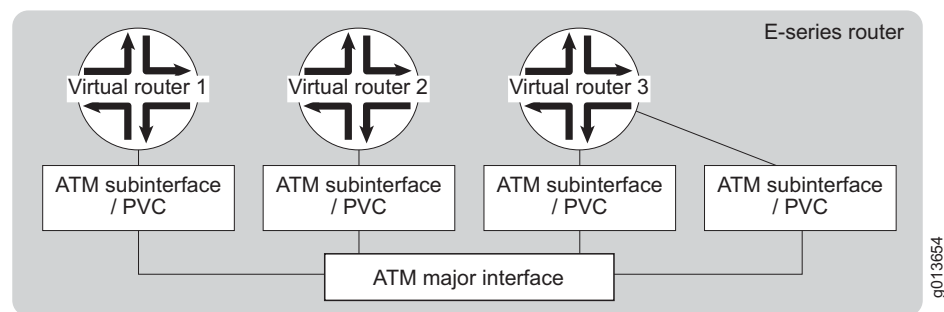 E-series router
Virtual router 1
Virtual router 2
Virtual router 3
ATM subinterface
/ PVC
ATM subinterface
/ PVC
ATM subinterface
/ PVC
ATM subinterface
/ PVC
ATM major interface
g013654